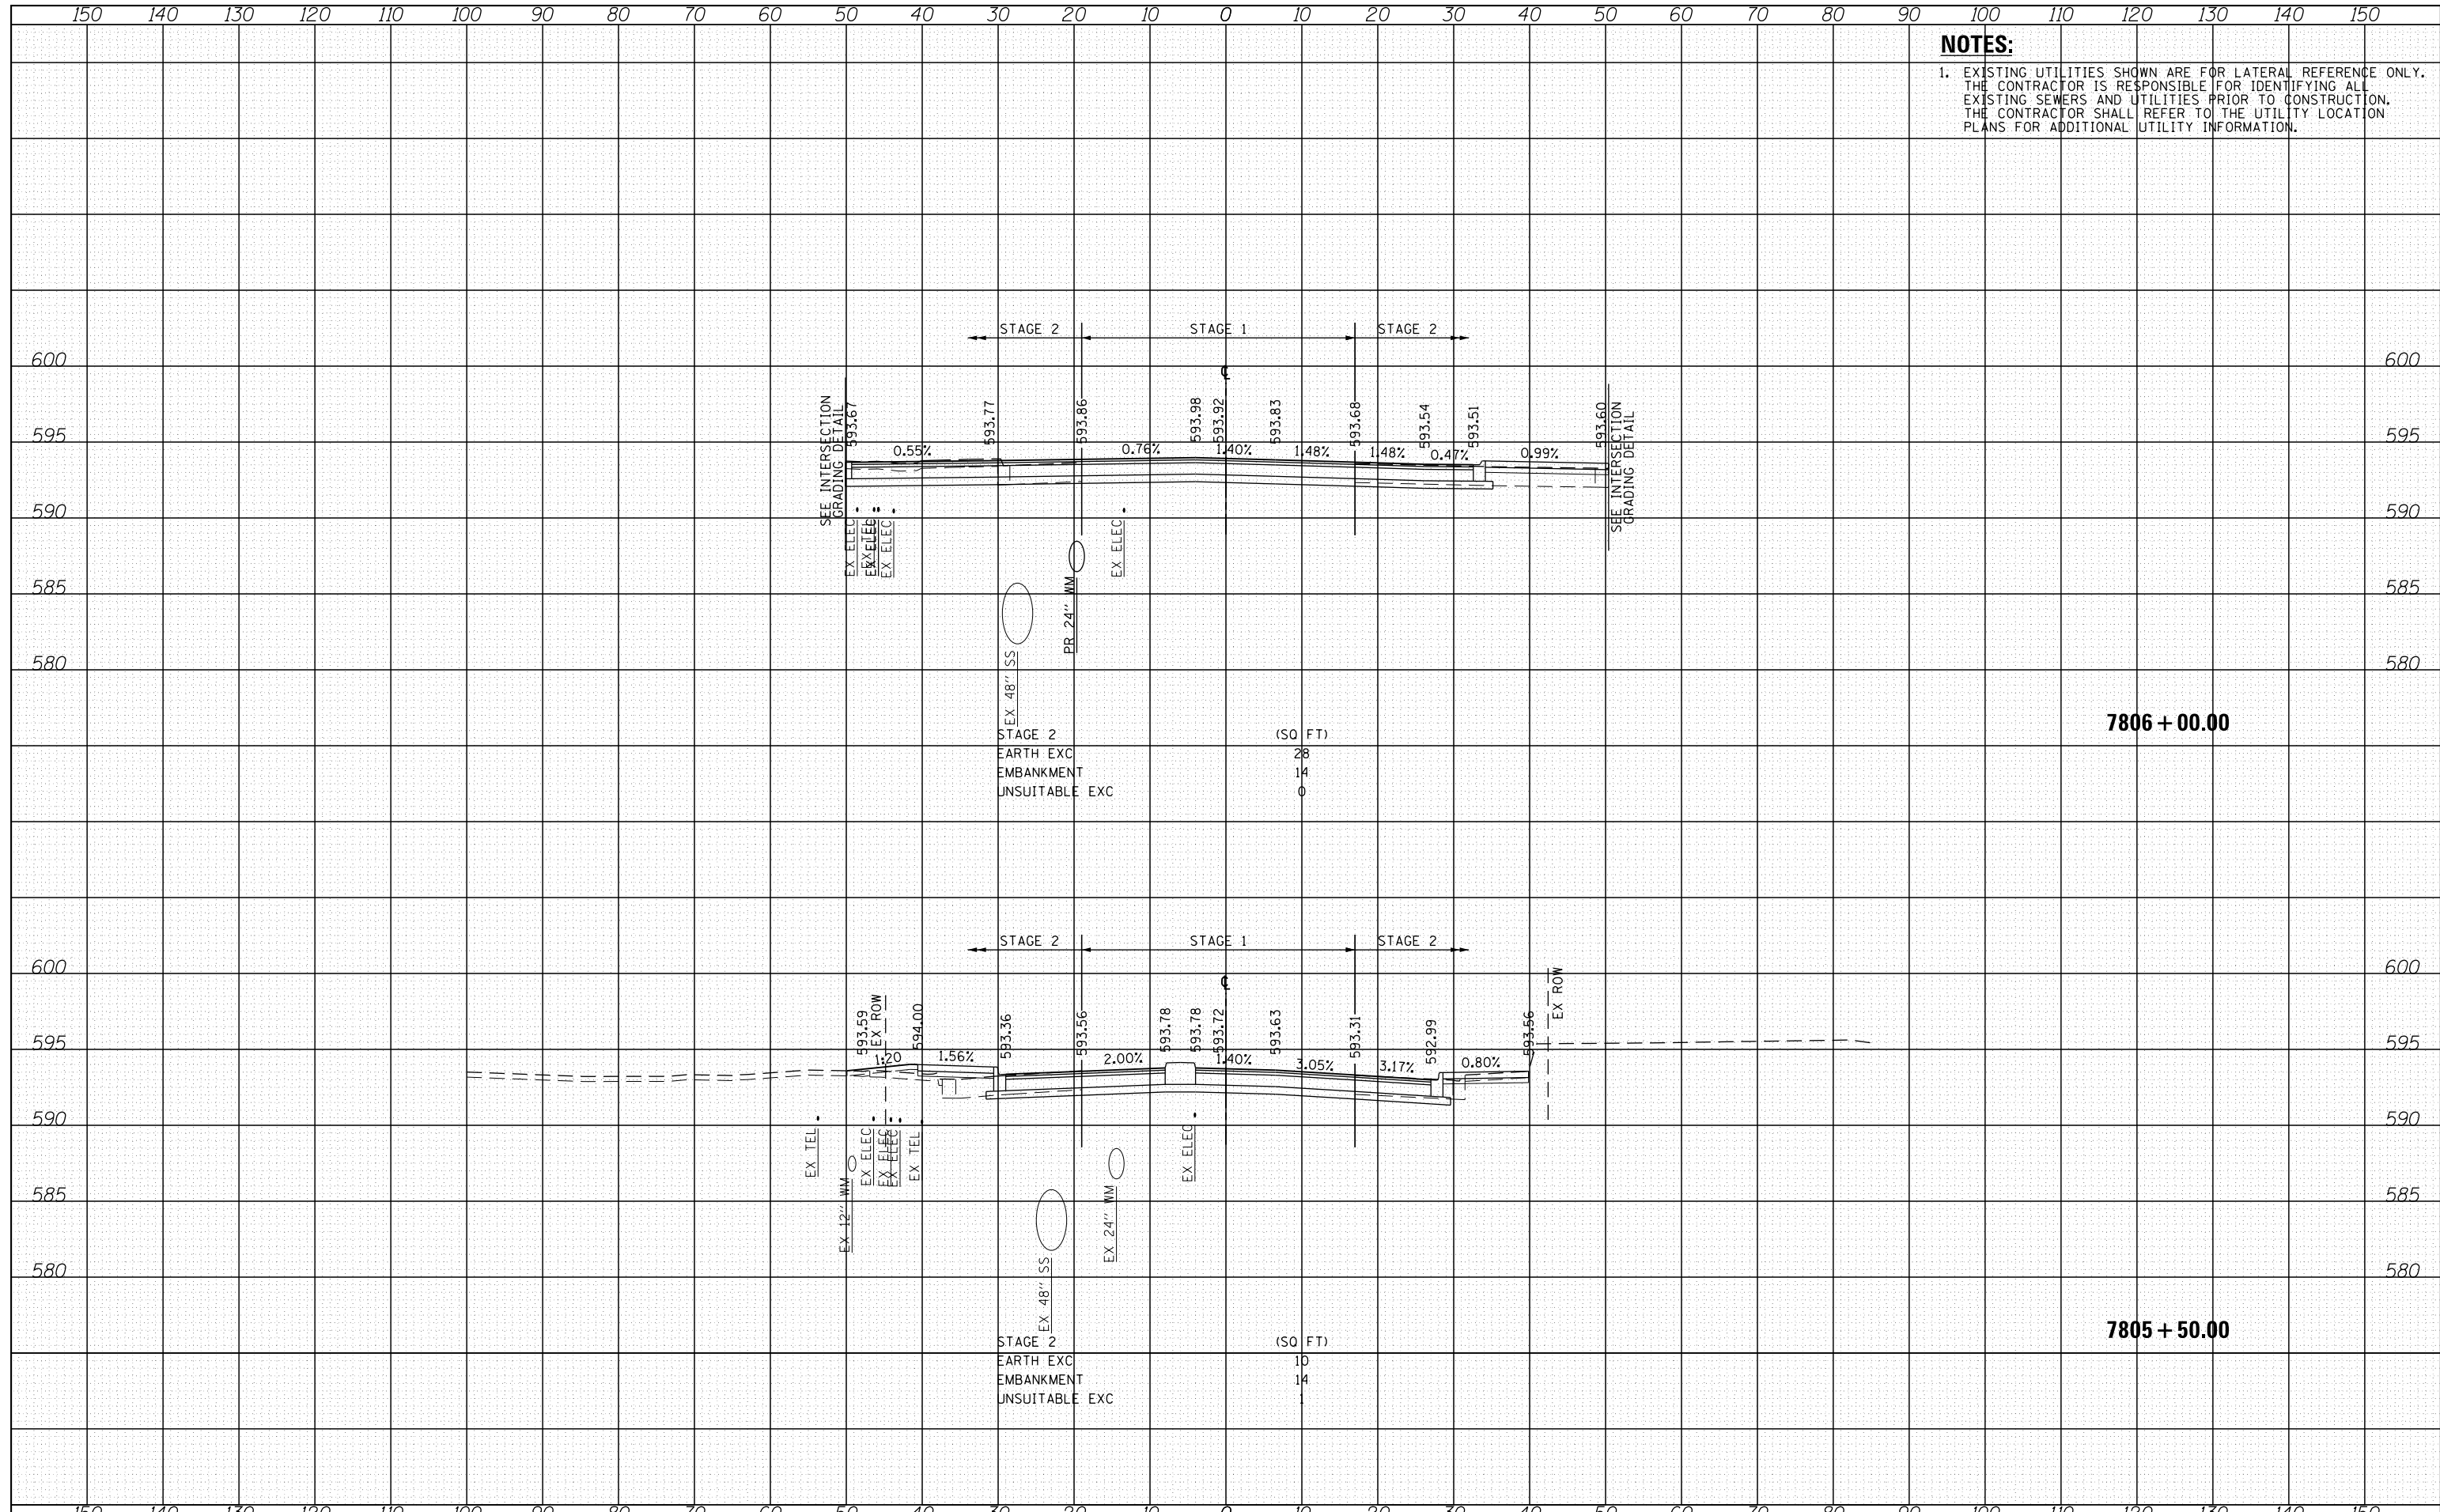 150 140 130 120 110 100 90 80 70 60 50 40 30 20 10 0 10 20 30 40 50 60 70 80 90 100 110 120 130 140 150
NOTES:
1. EXISTING UTILITIES SHOWN ARE FOR LATERAL REFERENCE ONLY.
THE CONTRACTOR IS RESPONSIBLE FOR IDENTIFYING ALL
EXISTING SEWERS AND UTILITIES PRIOR TO CONSTRUCTION.
THE CONTRACTOR SHALL REFER TO THE UTILITY LOCATION
PLANS FOR ADDITIONAL UTILITY INFORMATION.
STAGE 2 STAGE 1 STAGE 2
600 600
℄
SEE INTERSECTION
GRADING DETAIL
593.67 593.77 593.86 593.98 593.92 593.83 593.68 593.54 593.51 593.60
SEE INTERSECTION
GRADING DETAIL
595 595
0.55% 0.76% 1.40% 1.48% 1.48% 0.47% 0.99%
590 590
EX ELEC
EX TEL
EX ELEC
EX ELEC
EX ELEC
585 585
PR 24" WM
EX 48" SS
580 580
7806+00.00
STAGE 2 (SQ FT)
EARTH EXC 28
EMBANKMENT 14
UNSUITABLE EXC 0
STAGE 2 STAGE 1 STAGE 2
600 600
℄
593.59
EX ROW
594.00 593.36 593.56 593.78 593.78 593.72 593.63 593.31 592.99 593.56
EX ROW
595 595
1:20 1.56% 2.00% 1.40% 3.05% 3.17% 0.80%
590 590
EX TEL
EX 12" WM
EX ELEC
EX ELEC
EX ELEC
EX TEL
EX ELEC
585 585
EX 24" WM
EX 48" SS
580 580
7805+50.00
STAGE 2 (SQ FT)
EARTH EXC 10
EMBANKMENT 14
UNSUITABLE EXC 1
150 140 130 120 110 100 90 80 70 60 50 40 30 20 10 0 10 20 30 40 50 60 70 80 90 100 110 120 130 140 150